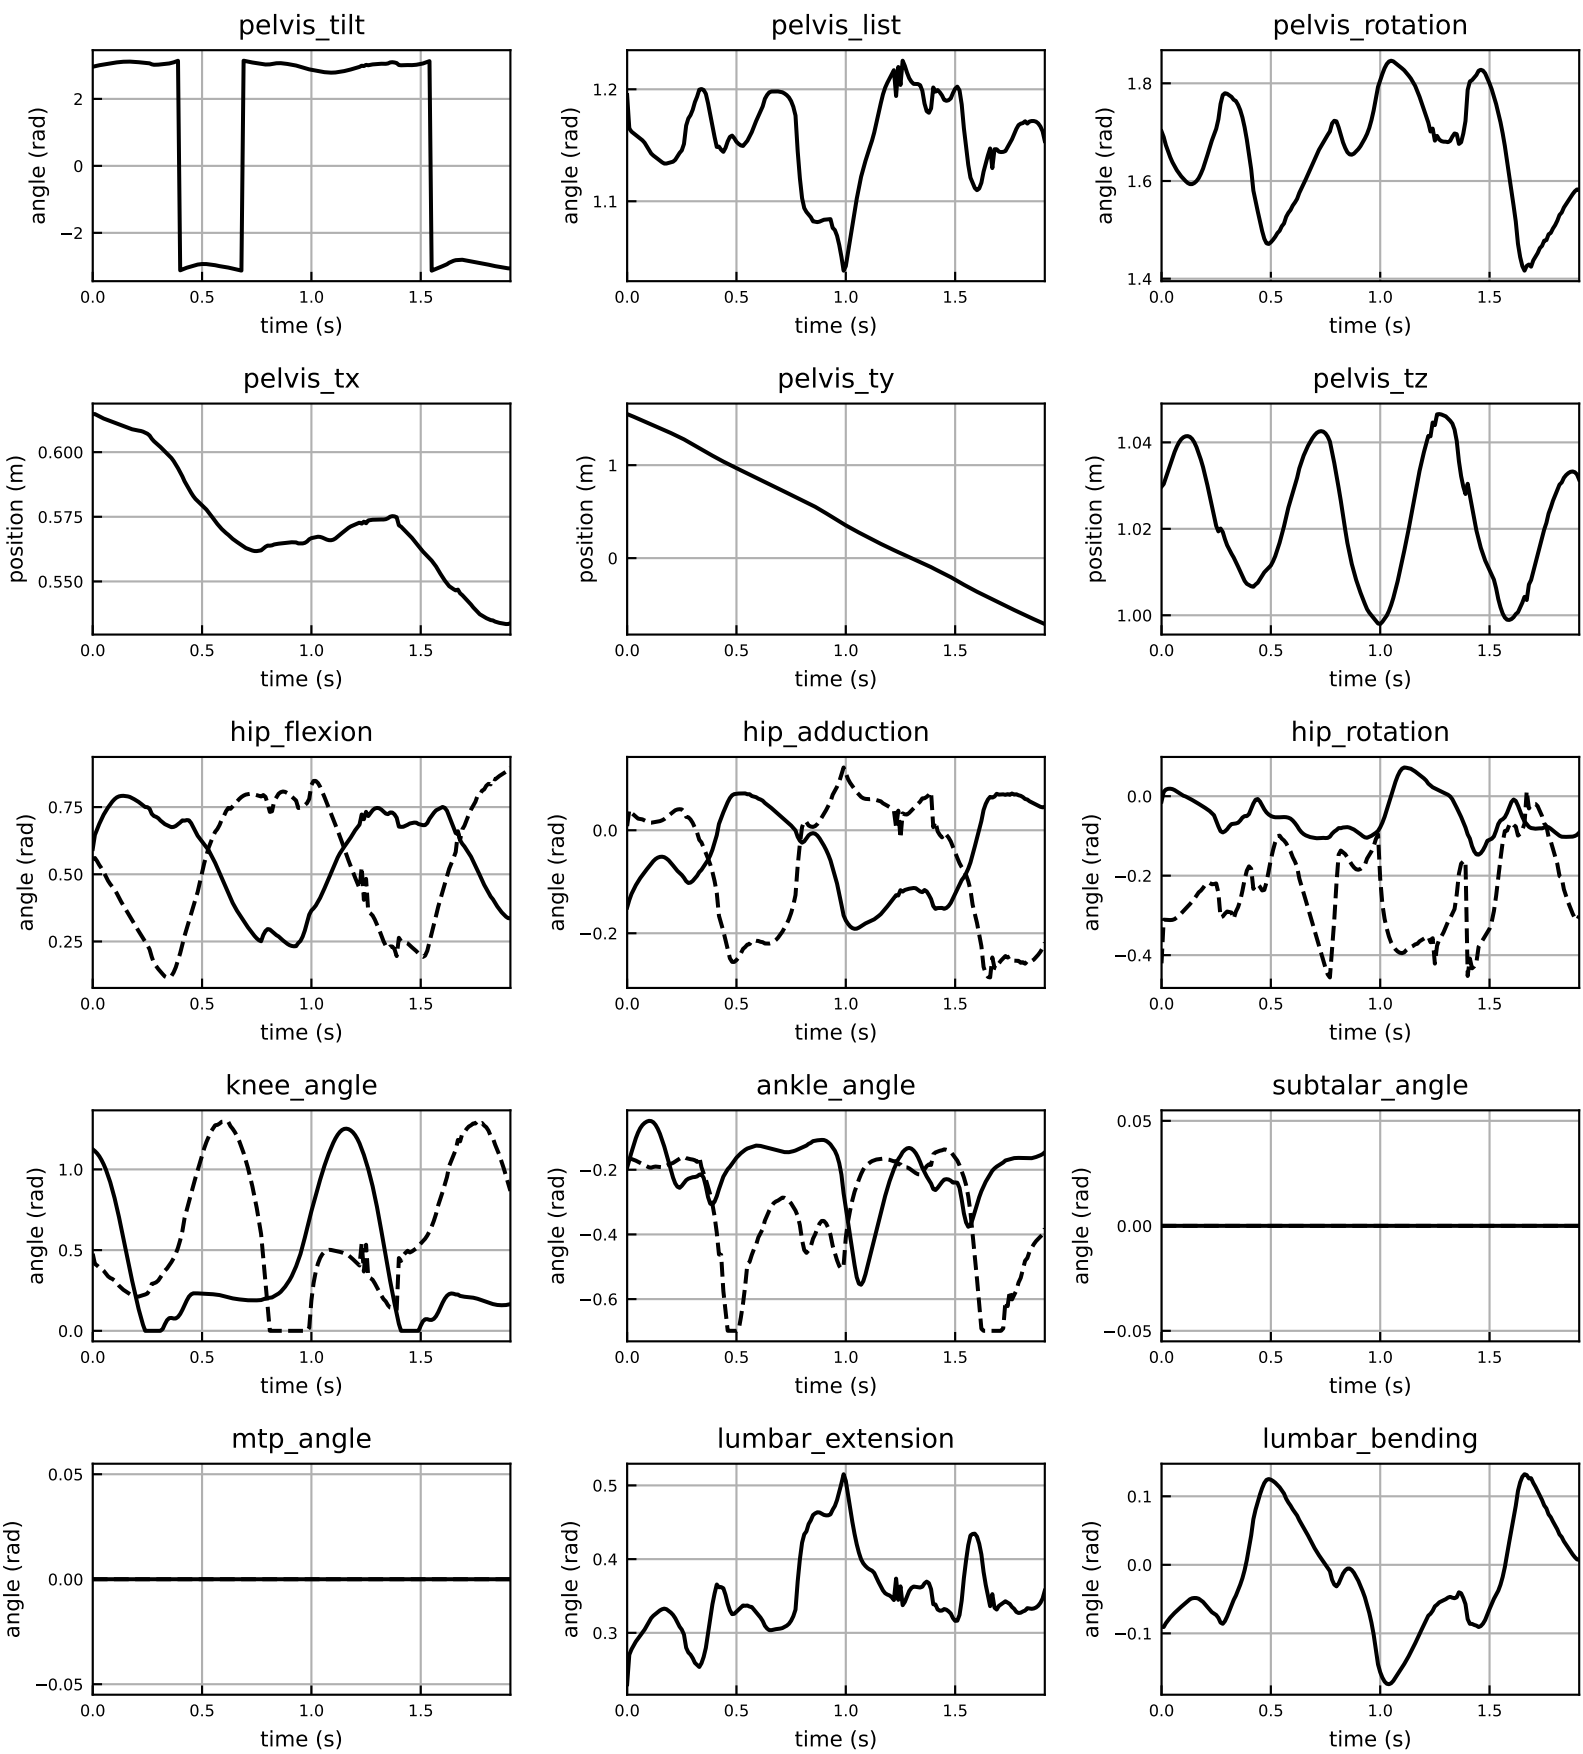 pelvis_tilt
angle (rad)
2
0
−2
0.0 0.5 1.0 1.5
time (s)
pelvis_list
angle (rad)
1.2
1.1
0.0 0.5 1.0 1.5
time (s)
pelvis_rotation
angle (rad)
1.8
1.6
1.4
0.0 0.5 1.0 1.5
time (s)
pelvis_tx
position (m)
0.600
0.575
0.550
0.0 0.5 1.0 1.5
time (s)
pelvis_ty
position (m)
1
0
0.0 0.5 1.0 1.5
time (s)
pelvis_tz
position (m)
1.04
1.02
1.00
0.0 0.5 1.0 1.5
time (s)
hip_flexion
angle (rad)
0.75
0.50
0.25
0.0 0.5 1.0 1.5
time (s)
hip_adduction
angle (rad)
0.0
−0.2
0.0 0.5 1.0 1.5
time (s)
hip_rotation
angle (rad)
0.0
−0.2
−0.4
0.0 0.5 1.0 1.5
time (s)
knee_angle
angle (rad)
1.0
0.5
0.0
0.0 0.5 1.0 1.5
time (s)
ankle_angle
angle (rad)
−0.2
−0.4
−0.6
0.0 0.5 1.0 1.5
time (s)
subtalar_angle
angle (rad)
0.05
0.00
−0.05
0.0 0.5 1.0 1.5
time (s)
mtp_angle
angle (rad)
0.05
0.00
−0.05
0.0 0.5 1.0 1.5
time (s)
lumbar_extension
angle (rad)
0.5
0.4
0.3
0.0 0.5 1.0 1.5
time (s)
lumbar_bending
angle (rad)
0.1
0.0
−0.1
0.0 0.5 1.0 1.5
time (s)